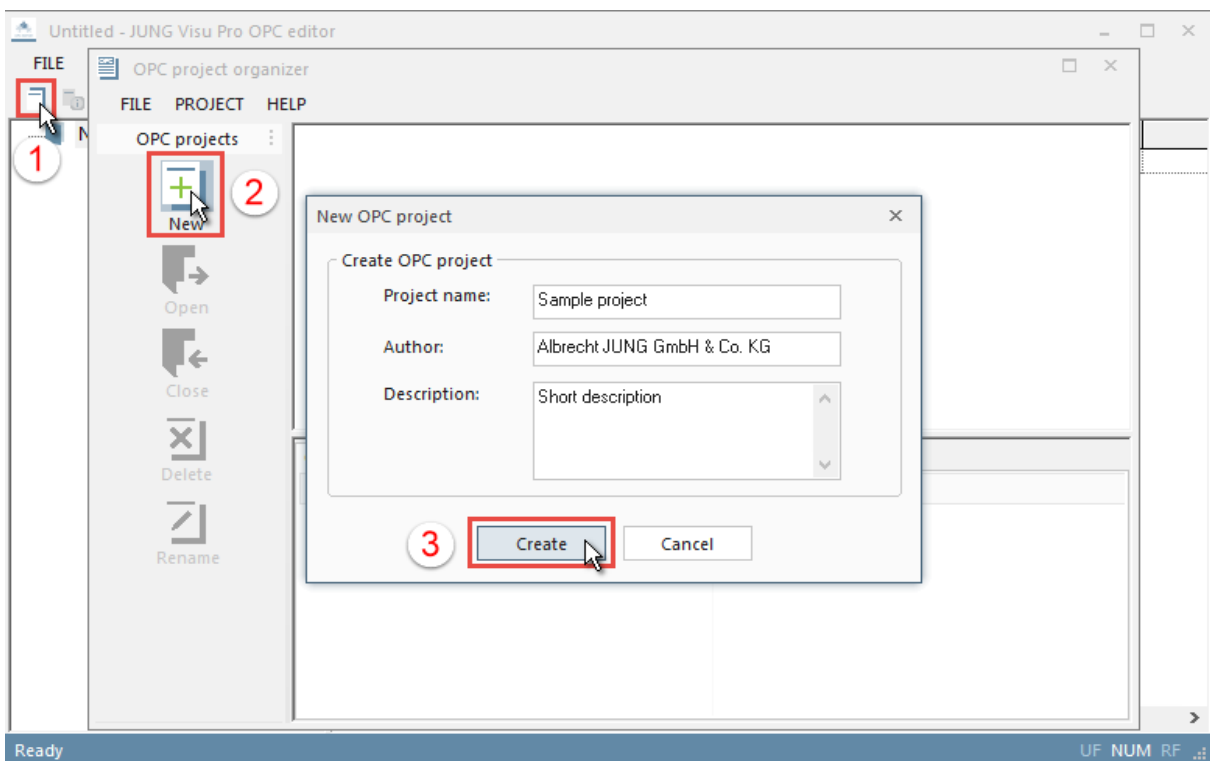 Untitled - JUNG Visu Pro OPC editor
FILE
OPC project organizer
FILE PROJECT HELP
N
OPC projects
1
2
New
Open
Close
Delete
Rename
New OPC project
Create OPC project
Project name: Sample project
Author: Albrecht JUNG GmbH & Co. KG
Description: Short description
3
Create Cancel
Ready UF NUM RF